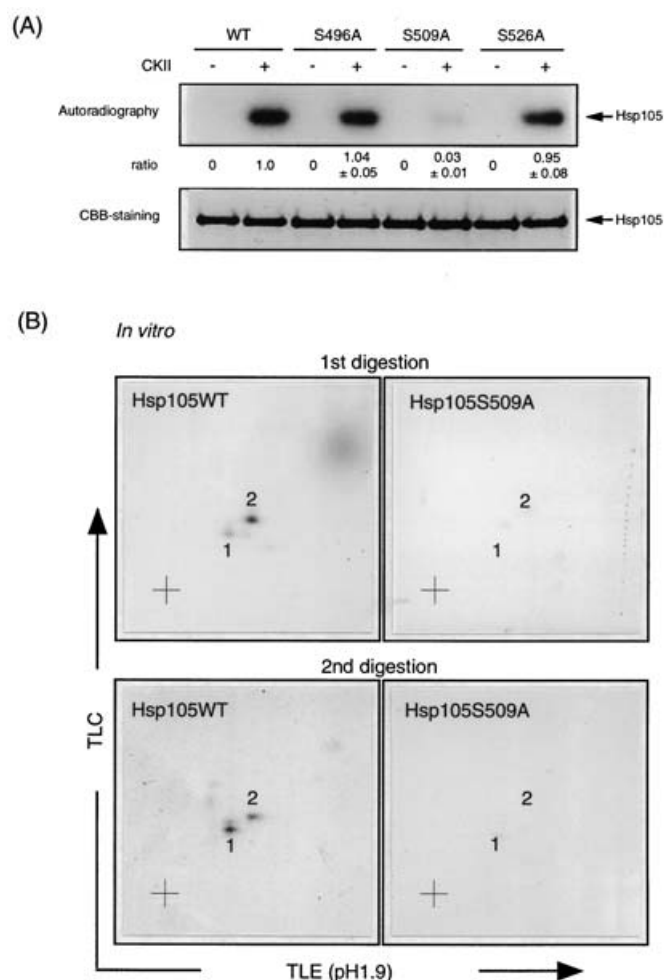 (A)
WT S496A S509A S526A
CKII - + - + - + - +
Autoradiography Hsp105
ratio 0 1.0 0 1.04 ± 0.05 0 0.03 ± 0.01 0 0.95 ± 0.08
CBB-staining Hsp105
(B)
In vitro
1st digestion
Hsp105WT Hsp105S509A
2 2
1 1
2nd digestion
Hsp105WT Hsp105S509A
2 2
1 1
TLC
TLE (pH1.9)